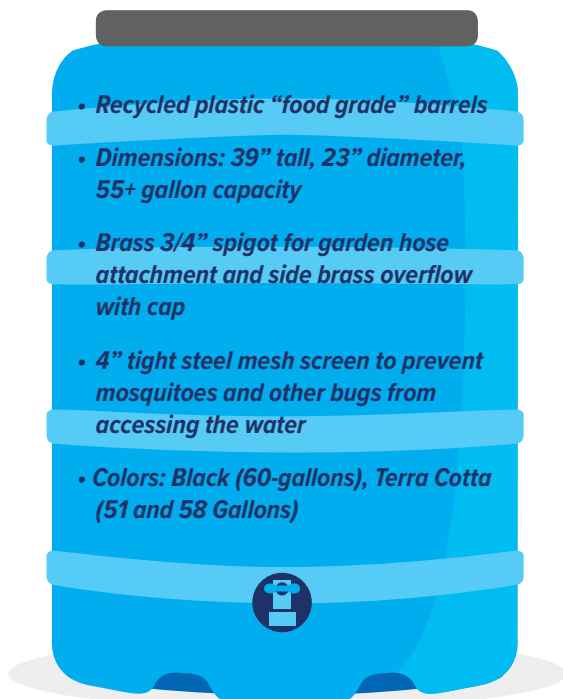 • Recycled plastic “food grade” barrels
• Dimensions: 39” tall, 23” diameter,
55+ gallon capacity
• Brass 3/4” spigot for garden hose
attachment and side brass overflow
with cap
• 4” tight steel mesh screen to prevent
mosquitoes and other bugs from
accessing the water
• Colors: Black (60-gallons), Terra Cotta
(51 and 58 Gallons)